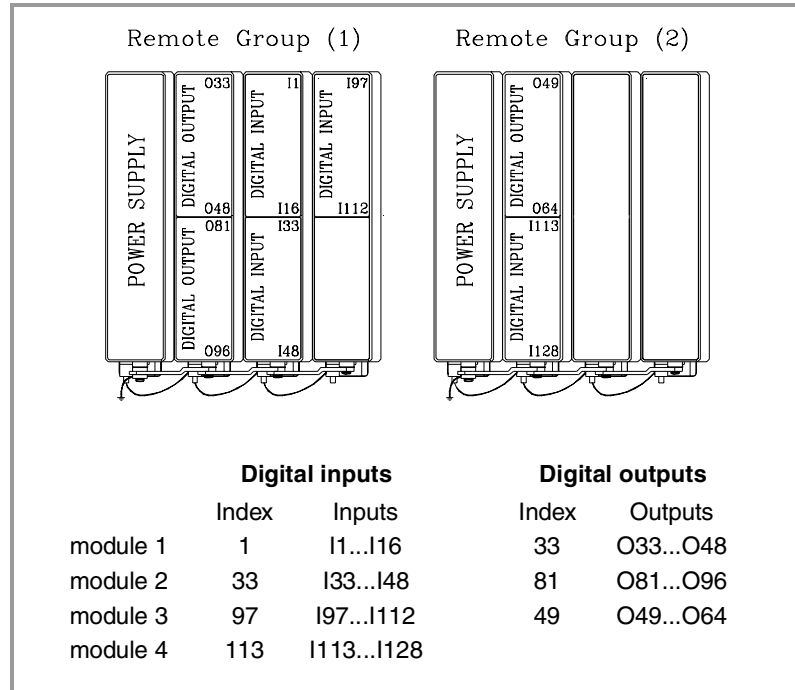 Remote Group (1) Remote Group (2)
POWER SUPPLY
O33
DIGITAL OUTPUT
O48
O81
DIGITAL OUTPUT
O96
I1
DIGITAL INPUT
I16
I33
DIGITAL INPUT
I48
I97
DIGITAL INPUT
I112
POWER SUPPLY
O49
DIGITAL OUTPUT
O64
I113
DIGITAL INPUT
I128
Digital inputs Digital outputs
Index Inputs Index Outputs
module 1 1 I1...I16 33 O33...O48
module 2 33 I33...I48 81 O81...O96
module 3 97 I97...I112 49 O49...O64
module 4 113 I113...I128